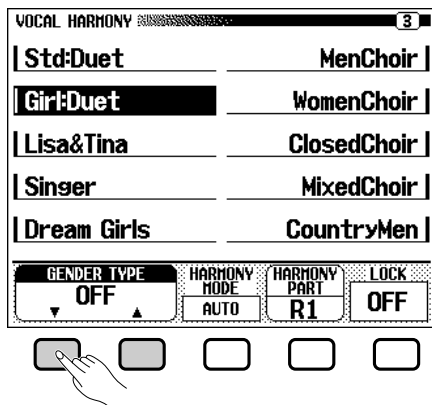 VOCAL HARMONY 3
Std:Duet MenChoir
Girl:Duet WomenChoir
Lisa&Tina ClosedChoir
Singer MixedChoir
Dream Girls CountryMen
GENDER TYPE HARMONY MODE HARMONY PART LOCK
OFF AUTO R1 OFF